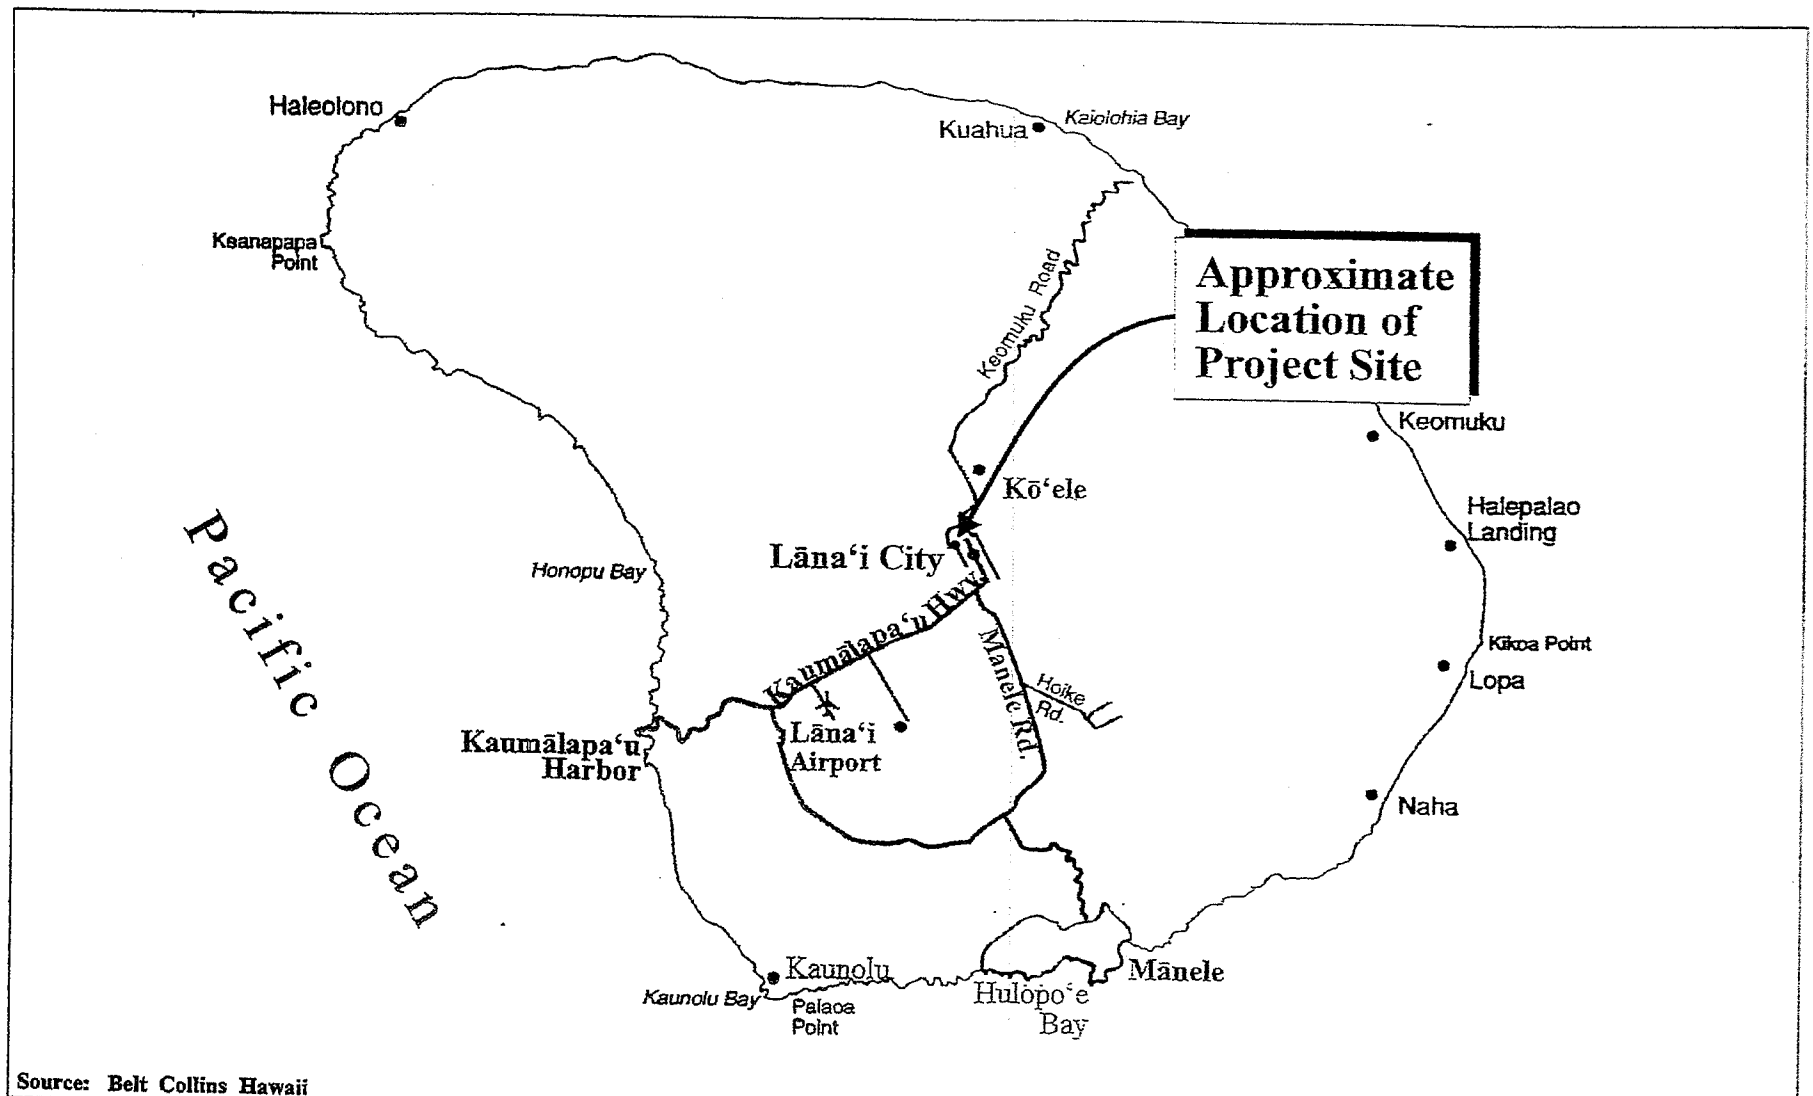 Haleolono
Kuahua
Kaiolohia Bay
Keanapapa
Point
Keomuku Road
Approximate
Location of
Project Site
Keomuku
Kō‘ele
Halepalao
Landing
Lāna‘i City
Honopu Bay
Pacific Ocean
Kaumālapa‘u Hwy.
Manele Rd.
Hoike
Rd.
Kikoa Point
Lopa
Lāna‘i
Airport
Kaumālapa‘u
Harbor
Naha
Kaunolu
Mānele
Kaunolu Bay
Palaoa
Point
Hulopo‘e
Bay
Source: Belt Collins Hawaii